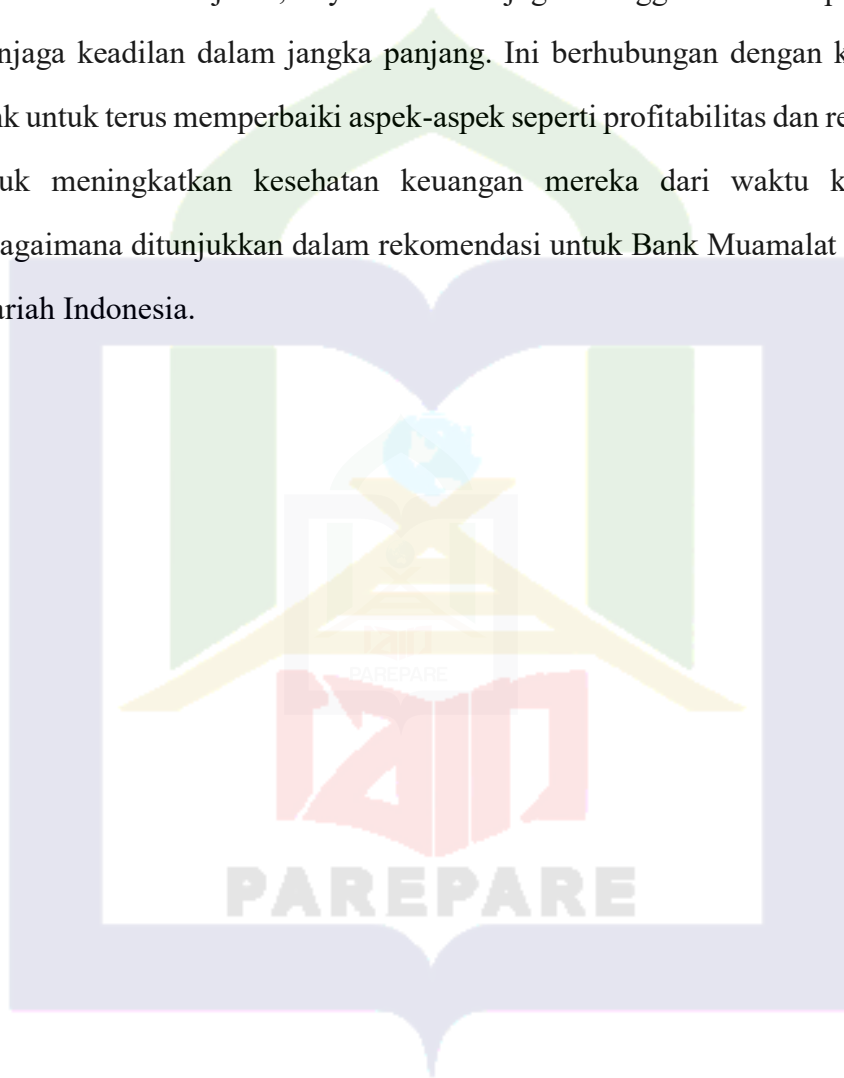 njaga keadilan dalam jangka panjang. Ini berhubungan dengan k
nk untuk terus memperbaiki aspek-aspek seperti profitabilitas dan re
uk meningkatkan kesehatan keuangan mereka dari waktu k
agaimana ditunjukkan dalam rekomendasi untuk Bank Muamalat
ariah Indonesia.
PAREPARE
PAREPARE